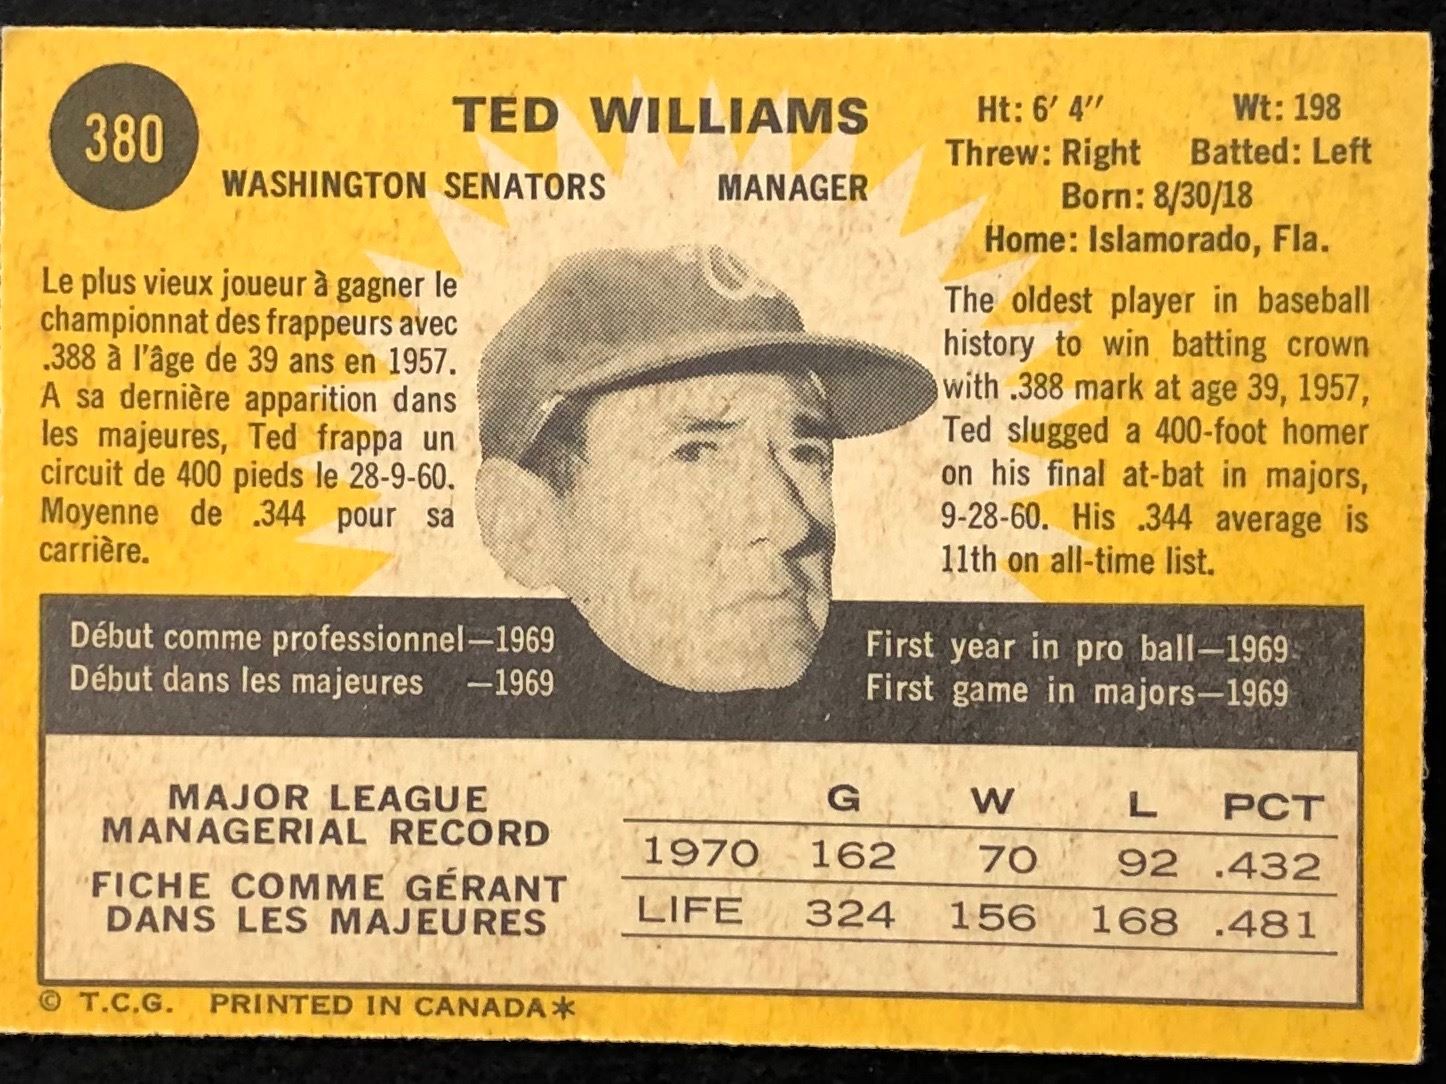 380
TED WILLIAMS
WASHINGTON SENATORS MANAGER
Ht: 6′ 4″ Wt: 198
Threw: Right Batted: Left
Born: 8/30/18
Home: Islamorado, Fla.
Le plus vieux joueur à gagner le
championnat des frappeurs avec
.388 à l'âge de 39 ans en 1957.
A sa dernière apparition dans
les majeures, Ted frappa un
circuit de 400 pieds le 28-9-60.
Moyenne de .344 pour sa
carrière.
The oldest player in baseball
history to win batting crown
with .388 mark at age 39, 1957,
Ted slugged a 400-foot homer
on his final at-bat in majors,
9-28-60. His .344 average is
11th on all-time list.
Début comme professionnel—1969
Début dans les majeures —1969
First year in pro ball—1969
First game in majors—1969
MAJOR LEAGUE
MANAGERIAL RECORD
FICHE COMME GÉRANT
DANS LES MAJEURES
G W L PCT
1970 162 70 92 .432
LIFE 324 156 168 .481
© T.C.G. PRINTED IN CANADA*